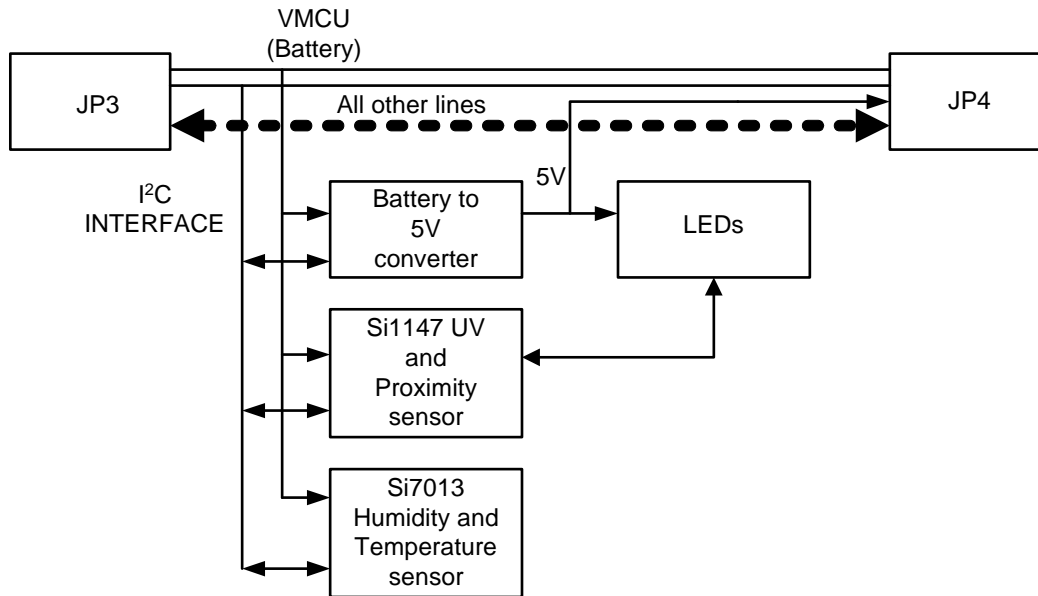 VMCU
(Battery)
JP3
JP4
All other lines
I²C
INTERFACE
5V
Battery to
5V
converter
LEDs
Si1147 UV
and
Proximity
sensor
Si7013
Humidity and
Temperature
sensor